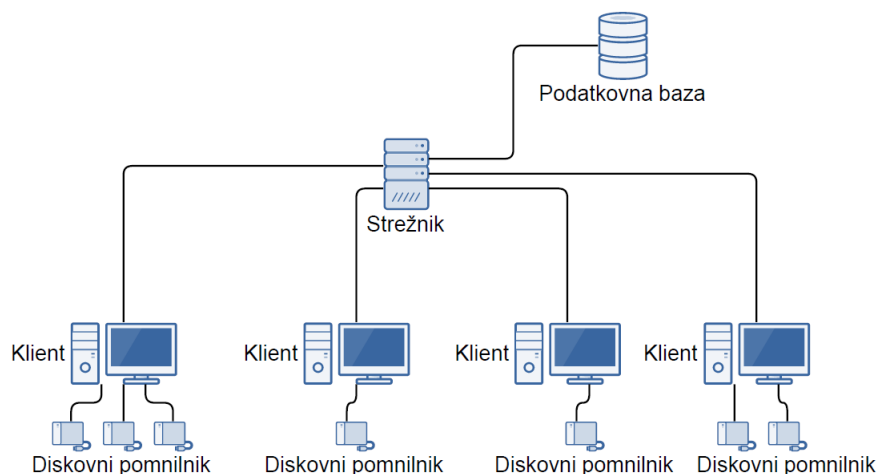 Podatkovna baza
Strežnik
Klient
Klient
Klient
Klient
Diskovni pomnilnik
Diskovni pomnilnik
Diskovni pomnilnik
Diskovni pomnilnik